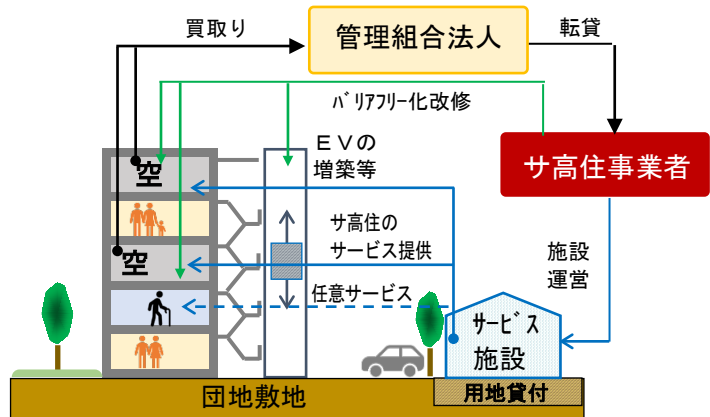 買取り
管理組合法人
転貸
ﾊﾞﾘｱﾌﾘｰ化改修
ＥＶの
増築等
サ高住事業者
空
サ高住の
サービス提供
空
施設
運営
任意サービス
ｻｰﾋﾞｽ
施設
団地敷地
用地貸付